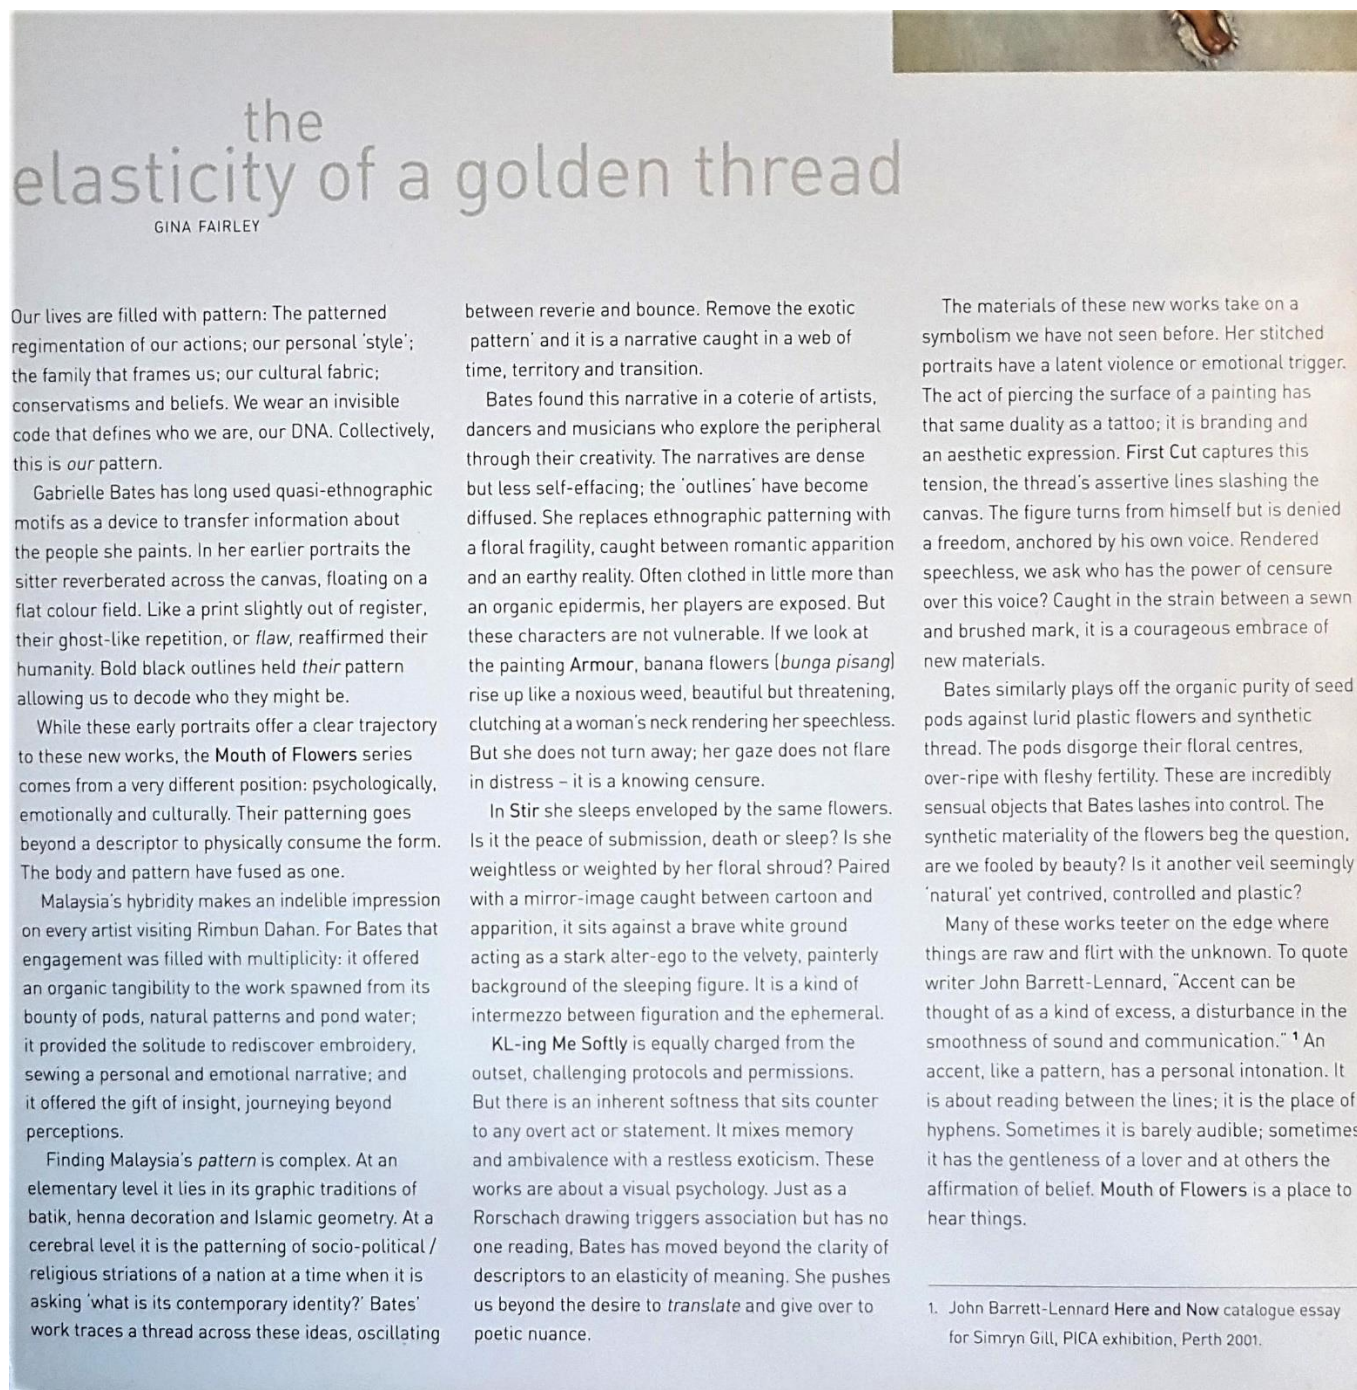 the
elasticity of a golden thread
GINA FAIRLEY
Our lives are filled with pattern: The patterned
regimentation of our actions; our personal 'style';
the family that frames us; our cultural fabric;
conservatisms and beliefs. We wear an invisible
code that defines who we are, our DNA. Collectively,
this is our pattern.
Gabrielle Bates has long used quasi-ethnographic
motifs as a device to transfer information about
the people she paints. In her earlier portraits the
sitter reverberated across the canvas, floating on a
flat colour field. Like a print slightly out of register,
their ghost-like repetition, or flaw, reaffirmed their
humanity. Bold black outlines held their pattern
allowing us to decode who they might be.
While these early portraits offer a clear trajectory
to these new works, the Mouth of Flowers series
comes from a very different position: psychologically,
emotionally and culturally. Their patterning goes
beyond a descriptor to physically consume the form.
The body and pattern have fused as one.
Malaysia's hybridity makes an indelible impression
on every artist visiting Rimbun Dahan. For Bates that
engagement was filled with multiplicity: it offered
an organic tangibility to the work spawned from its
bounty of pods, natural patterns and pond water;
it provided the solitude to rediscover embroidery,
sewing a personal and emotional narrative; and
it offered the gift of insight, journeying beyond
perceptions.
Finding Malaysia's pattern is complex. At an
elementary level it lies in its graphic traditions of
batik, henna decoration and Islamic geometry. At a
cerebral level it is the patterning of socio-political /
religious striations of a nation at a time when it is
asking 'what is its contemporary identity?' Bates'
work traces a thread across these ideas, oscillating
between reverie and bounce. Remove the exotic
pattern' and it is a narrative caught in a web of
time, territory and transition.
Bates found this narrative in a coterie of artists,
dancers and musicians who explore the peripheral
through their creativity. The narratives are dense
but less self-effacing; the 'outlines' have become
diffused. She replaces ethnographic patterning with
a floral fragility, caught between romantic apparition
and an earthy reality. Often clothed in little more than
an organic epidermis, her players are exposed. But
these characters are not vulnerable. If we look at
the painting Armour, banana flowers (bunga pisang)
rise up like a noxious weed, beautiful but threatening,
clutching at a woman's neck rendering her speechless.
But she does not turn away; her gaze does not flare
in distress – it is a knowing censure.
In Stir she sleeps enveloped by the same flowers.
Is it the peace of submission, death or sleep? Is she
weightless or weighted by her floral shroud? Paired
with a mirror-image caught between cartoon and
apparition, it sits against a brave white ground
acting as a stark alter-ego to the velvety, painterly
background of the sleeping figure. It is a kind of
intermezzo between figuration and the ephemeral.
KL-ing Me Softly is equally charged from the
outset, challenging protocols and permissions.
But there is an inherent softness that sits counter
to any overt act or statement. It mixes memory
and ambivalence with a restless exoticism. These
works are about a visual psychology. Just as a
Rorschach drawing triggers association but has no
one reading, Bates has moved beyond the clarity of
descriptors to an elasticity of meaning. She pushes
us beyond the desire to translate and give over to
poetic nuance.
The materials of these new works take on a
symbolism we have not seen before. Her stitched
portraits have a latent violence or emotional trigger.
The act of piercing the surface of a painting has
that same duality as a tattoo; it is branding and
an aesthetic expression. First Cut captures this
tension, the thread's assertive lines slashing the
canvas. The figure turns from himself but is denied
a freedom, anchored by his own voice. Rendered
speechless, we ask who has the power of censure
over this voice? Caught in the strain between a sewn
and brushed mark, it is a courageous embrace of
new materials.
Bates similarly plays off the organic purity of seed
pods against lurid plastic flowers and synthetic
thread. The pods disgorge their floral centres,
over-ripe with fleshy fertility. These are incredibly
sensual objects that Bates lashes into control. The
synthetic materiality of the flowers beg the question,
are we fooled by beauty? Is it another veil seemingly
'natural' yet contrived, controlled and plastic?
Many of these works teeter on the edge where
things are raw and flirt with the unknown. To quote
writer John Barrett-Lennard, "Accent can be
thought of as a kind of excess, a disturbance in the
smoothness of sound and communication." 1 An
accent, like a pattern, has a personal intonation. It
is about reading between the lines; it is the place of
hyphens. Sometimes it is barely audible; sometimes
it has the gentleness of a lover and at others the
affirmation of belief. Mouth of Flowers is a place to
hear things.
1. John Barrett-Lennard Here and Now catalogue essay
for Simryn Gill, PICA exhibition, Perth 2001.